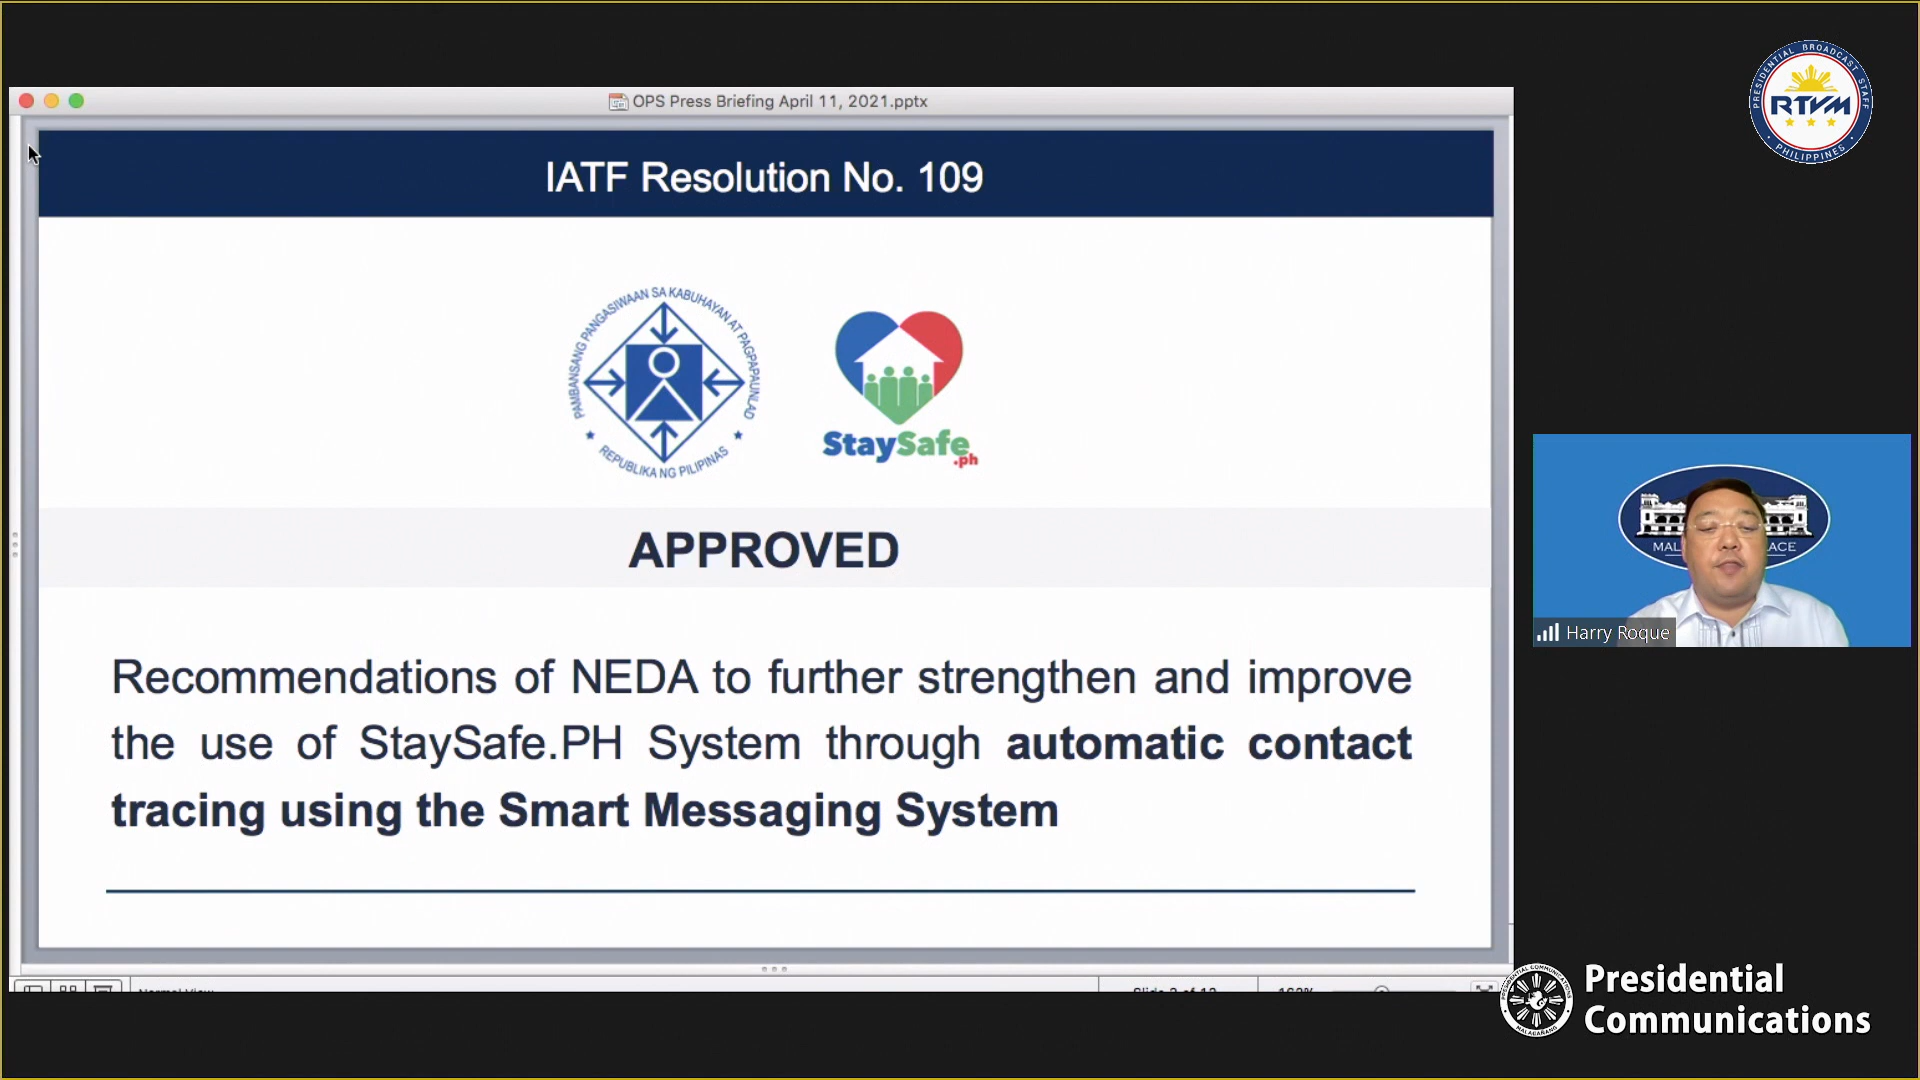 OPS Press Briefing April 11, 2021.pptx
PRESIDENTIAL BROADCAST STAFF
RTVM
PHILIPPINES
IATF Resolution No. 109
PAMBANSANG PANGASIWAAN SA KABUHAYAN AT PAGPAPAUNLAD
REPUBLIKA NG PILIPINAS
StaySafe
.ph
APPROVED
Recommendations of NEDA to further strengthen and improve
the use of StaySafe.PH System through automatic contact
tracing using the Smart Messaging System
Harry Roque
Presidential
Communications